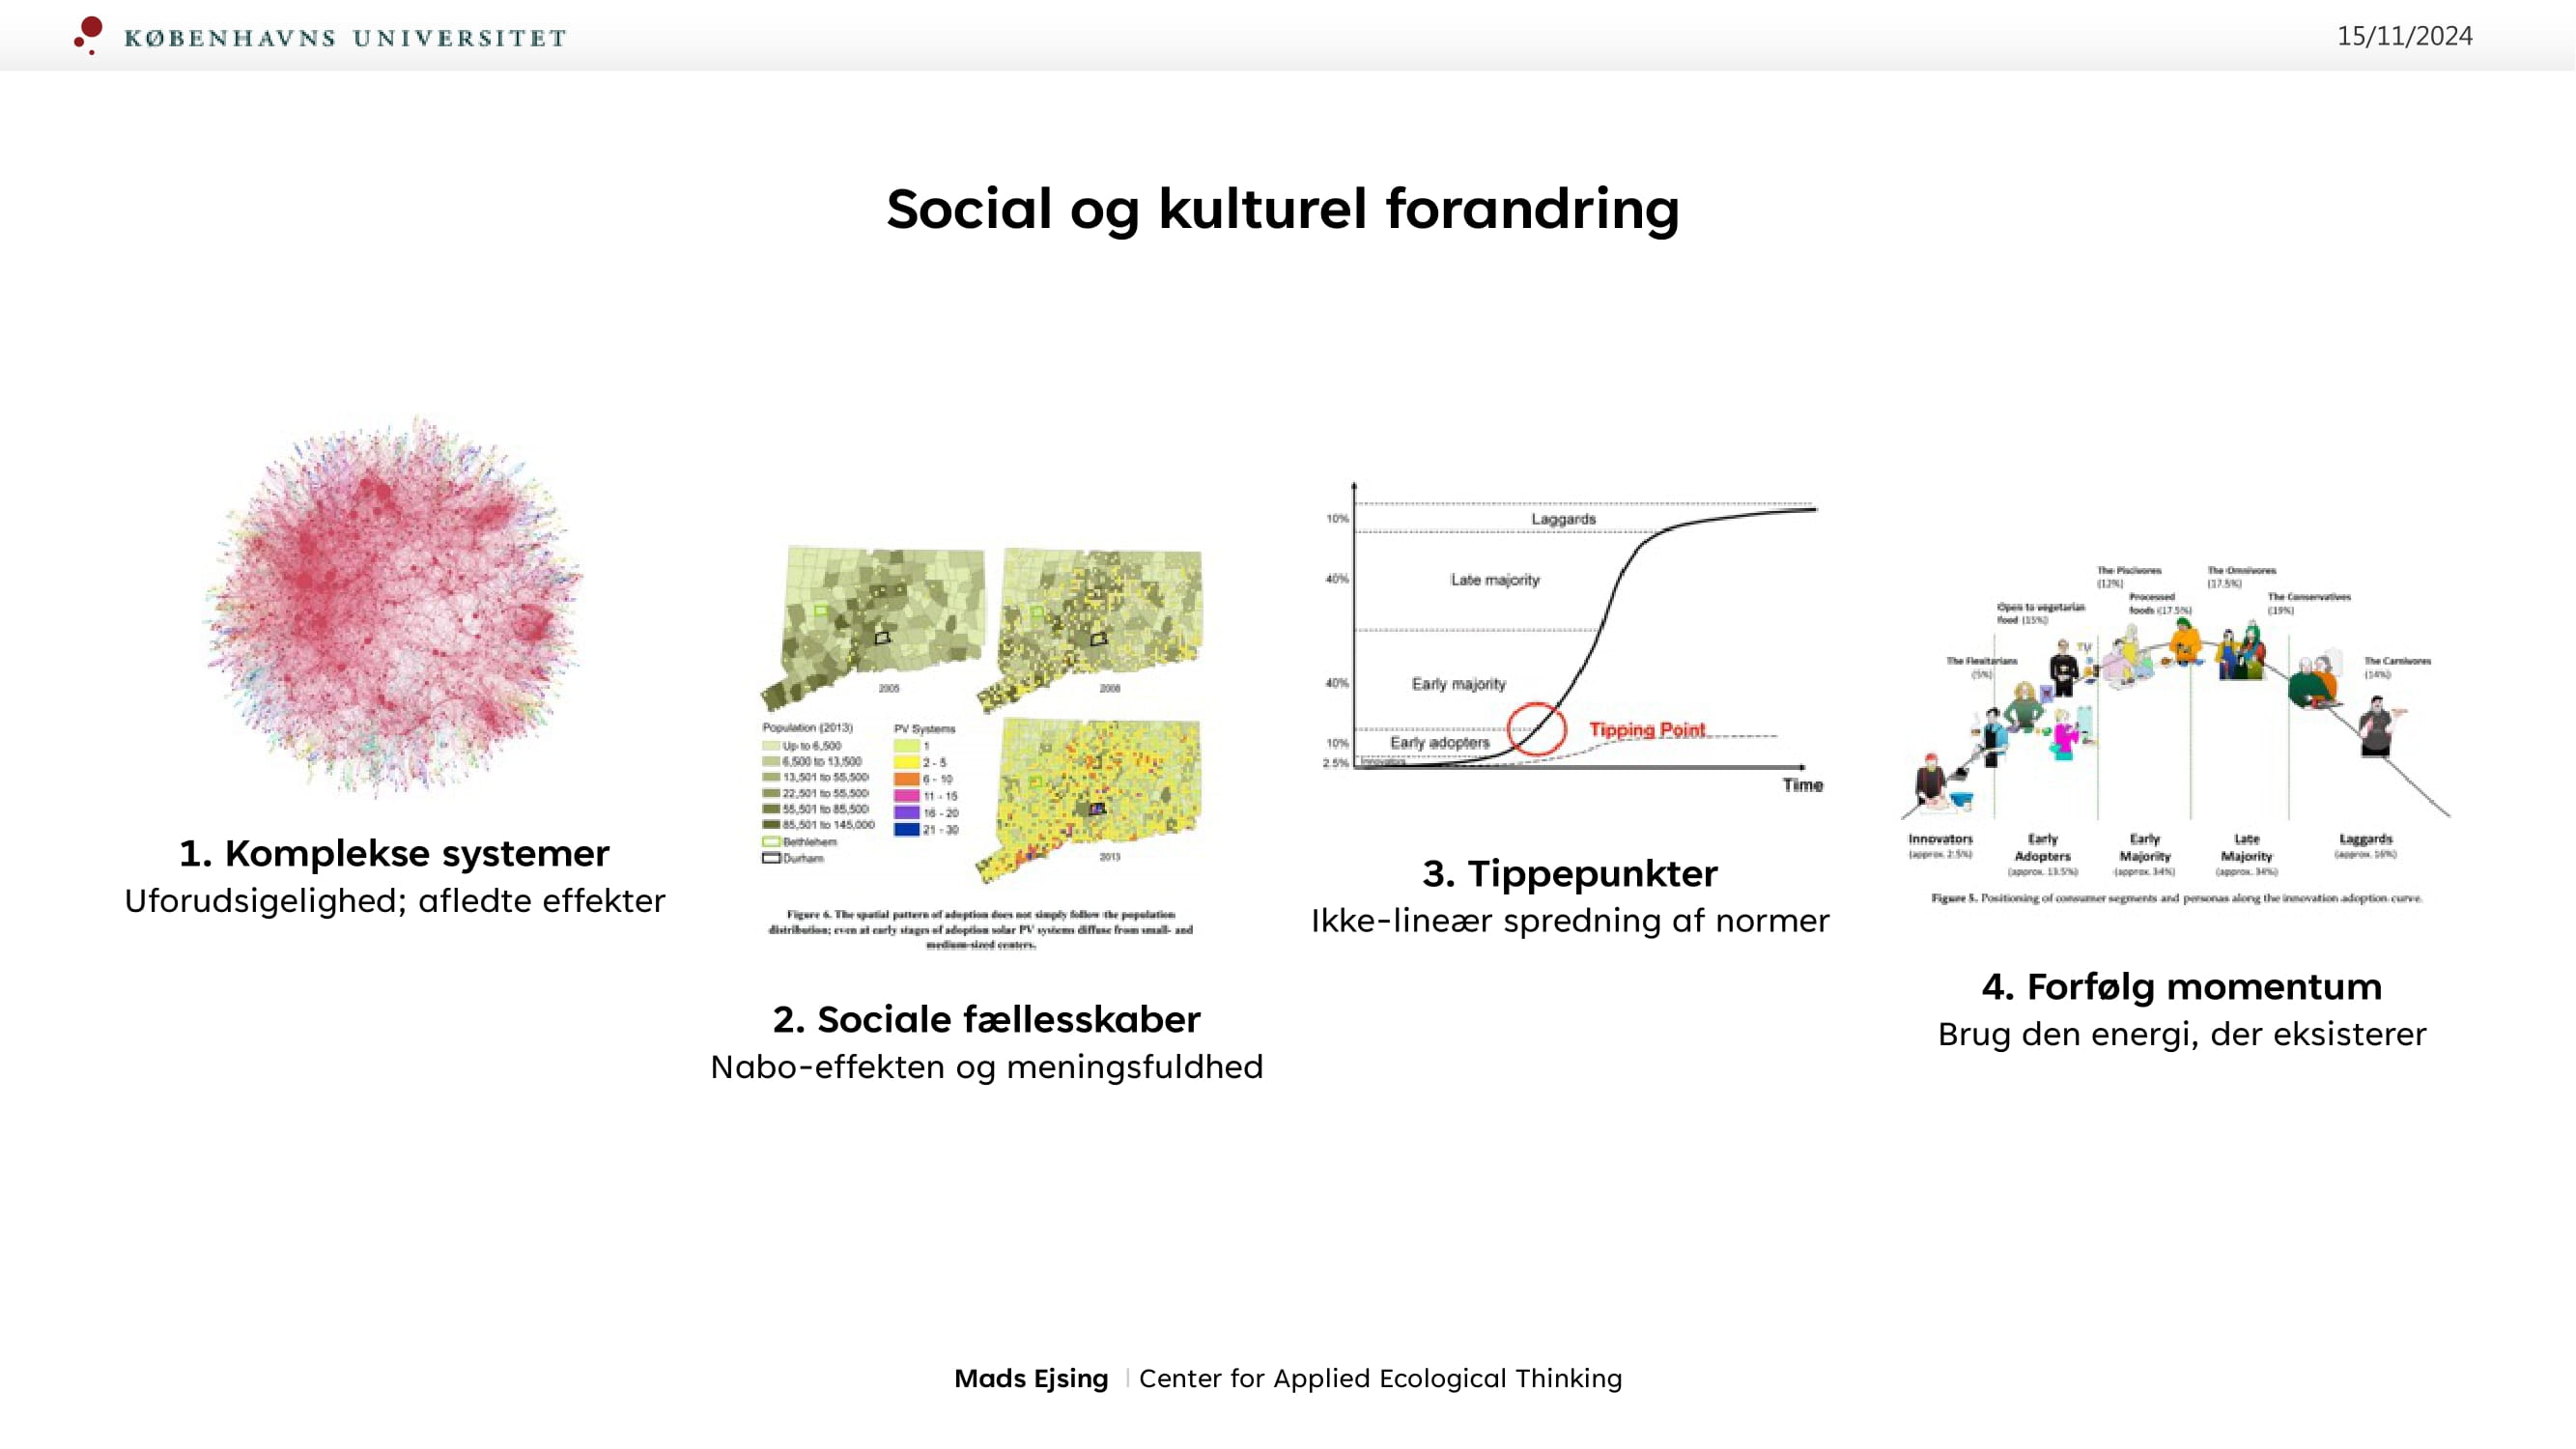 KØBENHAVNS UNIVERSITET
15/11/2024
Social og kulturel forandring
1. Komplekse systemer
Uforudsigelighed; afledte effekter
2005
2008
Population (2013)
Up to 6,500
6,500 to 13,500
13,501 to 55,500
22,501 to 55,500
55,501 to 85,500
85,501 to 145,000
Bethlehem
Durham
PV Systems
1
2 - 5
6 - 10
11 - 15
16 - 20
21 - 30
2013
Figure 6. The spatial pattern of adoption does not simply follow the population
distribution; even at early stages of adoption solar PV systems diffuse from small- and
medium-sized centers.
2. Sociale fællesskaber
Nabo-effekten og meningsfuldhed
10%
Laggards
40%
Late majority
40%
Early majority
Tipping Point
10%
Early adopters
2.5%
Innovators
Time
3. Tippepunkter
Ikke-lineær spredning af normer
The Piscivores
(12%)
The Omnivores
(17.5%)
Processed
foods (17.5%)
The Conservatives
(19%)
Open to vegetarian
food (15%)
The Flexitarians
(5%)
The Carnivores
(14%)
Innovators
(approx. 2.5%)
Early
Adopters
(approx. 13.5%)
Early
Majority
(approx. 34%)
Late
Majority
(approx. 34%)
Laggards
(approx. 16%)
Figure 5. Positioning of consumer segments and personas along the innovation adoption curve.
4. Forfølg momentum
Brug den energi, der eksisterer
Mads Ejsing | Center for Applied Ecological Thinking